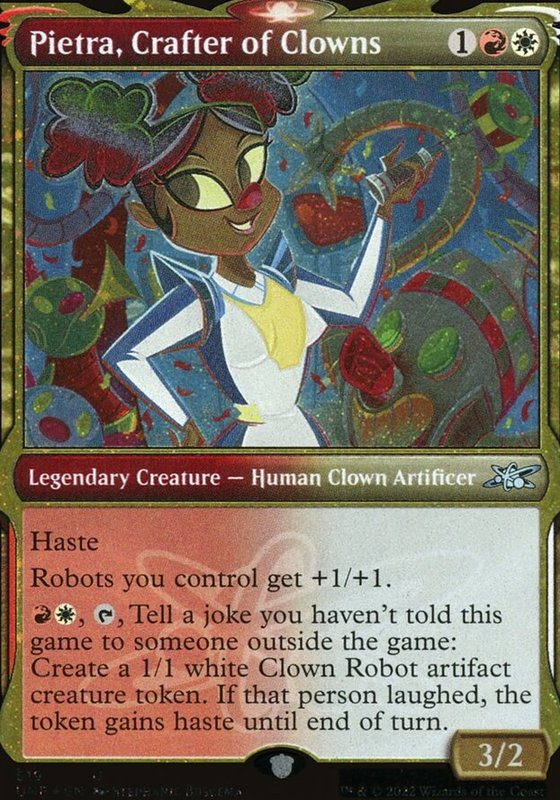 Pietra, Crafter of Clowns 1
Legendary Creature — Human Clown Artificer
Haste
Robots you control get +1/+1.
, , Tell a joke you haven't told this
game to someone outside the game:
Create a 1/1 white Clown Robot artifact
creature token. If that person laughed, the
token gains haste until end of turn.
3/2
™ & © 2022 Wizards of the Coast